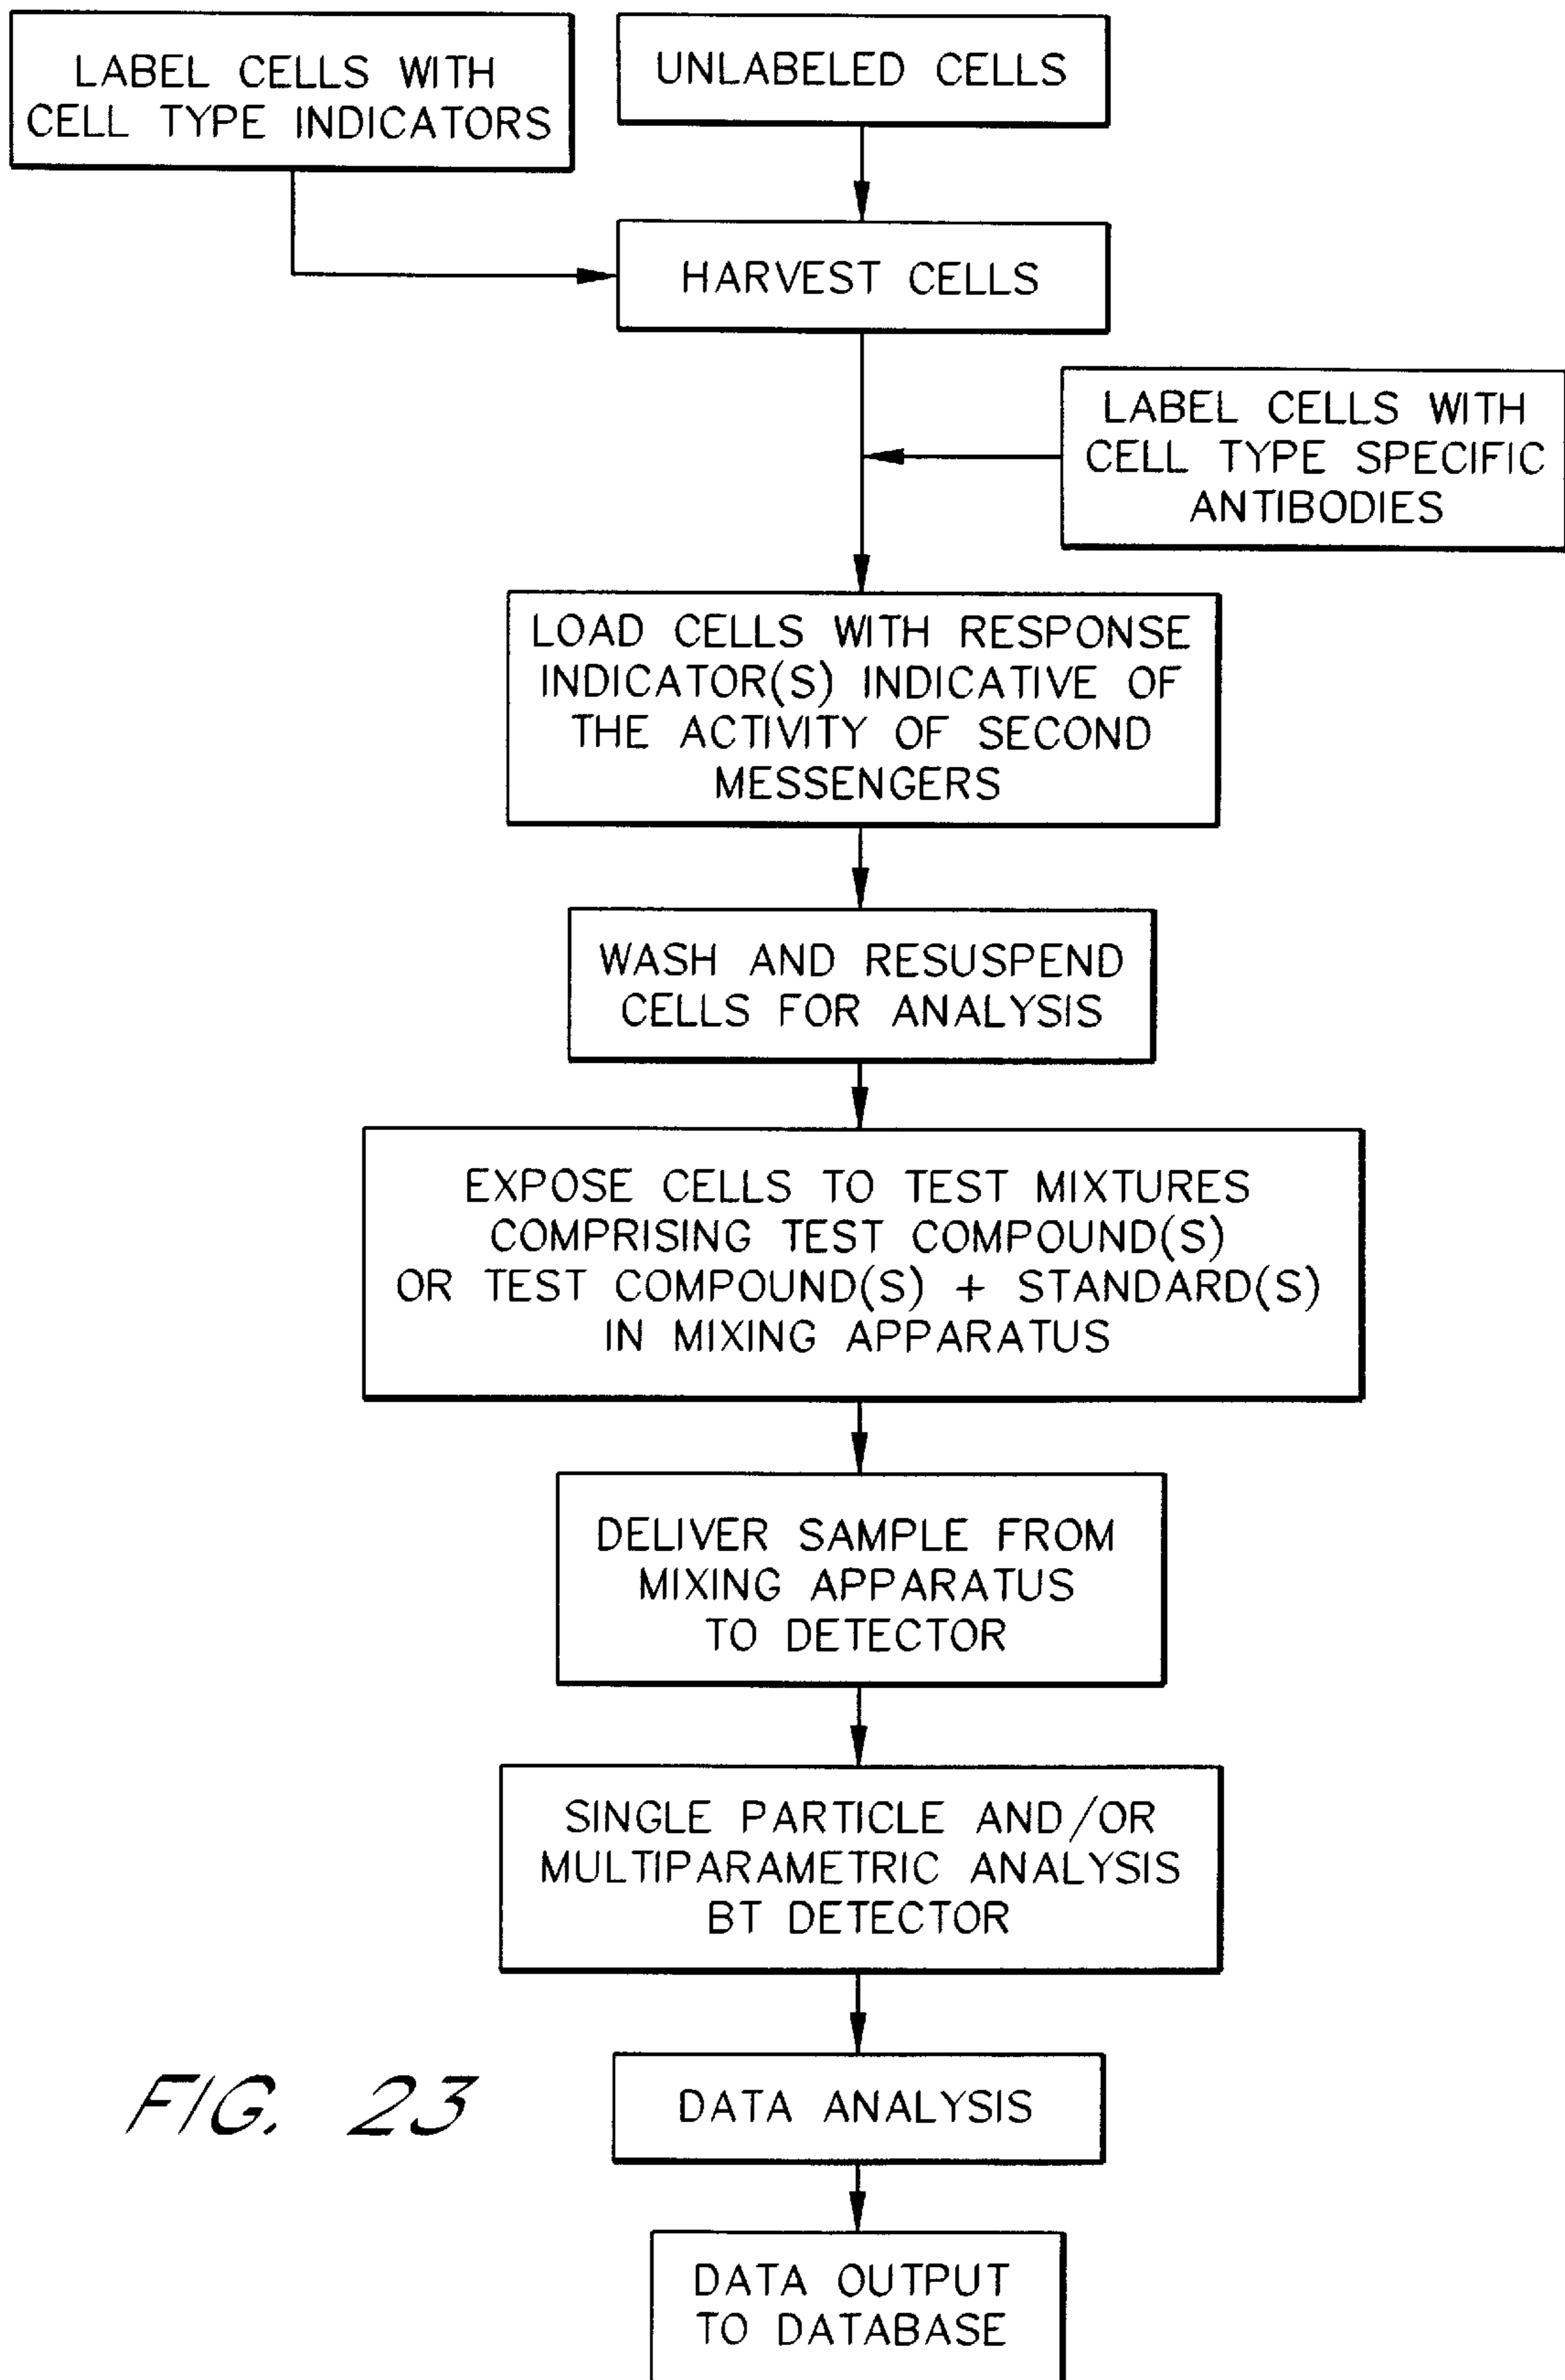 LABEL CELLS WITH
CELL TYPE INDICATORS
UNLABELED CELLS
HARVEST CELLS
LABEL CELLS WITH
CELL TYPE SPECIFIC
ANTIBODIES
LOAD CELLS WITH RESPONSE
INDICATOR(S) INDICATIVE OF
THE ACTIVITY OF SECOND
MESSENGERS
WASH AND RESUSPEND
CELLS FOR ANALYSIS
EXPOSE CELLS TO TEST MIXTURES
COMPRISING TEST COMPOUND(S)
OR TEST COMPOUND(S) + STANDARD(S)
IN MIXING APPARATUS
DELIVER SAMPLE FROM
MIXING APPARATUS
TO DETECTOR
SINGLE PARTICLE AND/OR
MULTIPARAMETRIC ANALYSIS
BT DETECTOR
DATA ANALYSIS
DATA OUTPUT
TO DATABASE
FIG. 23